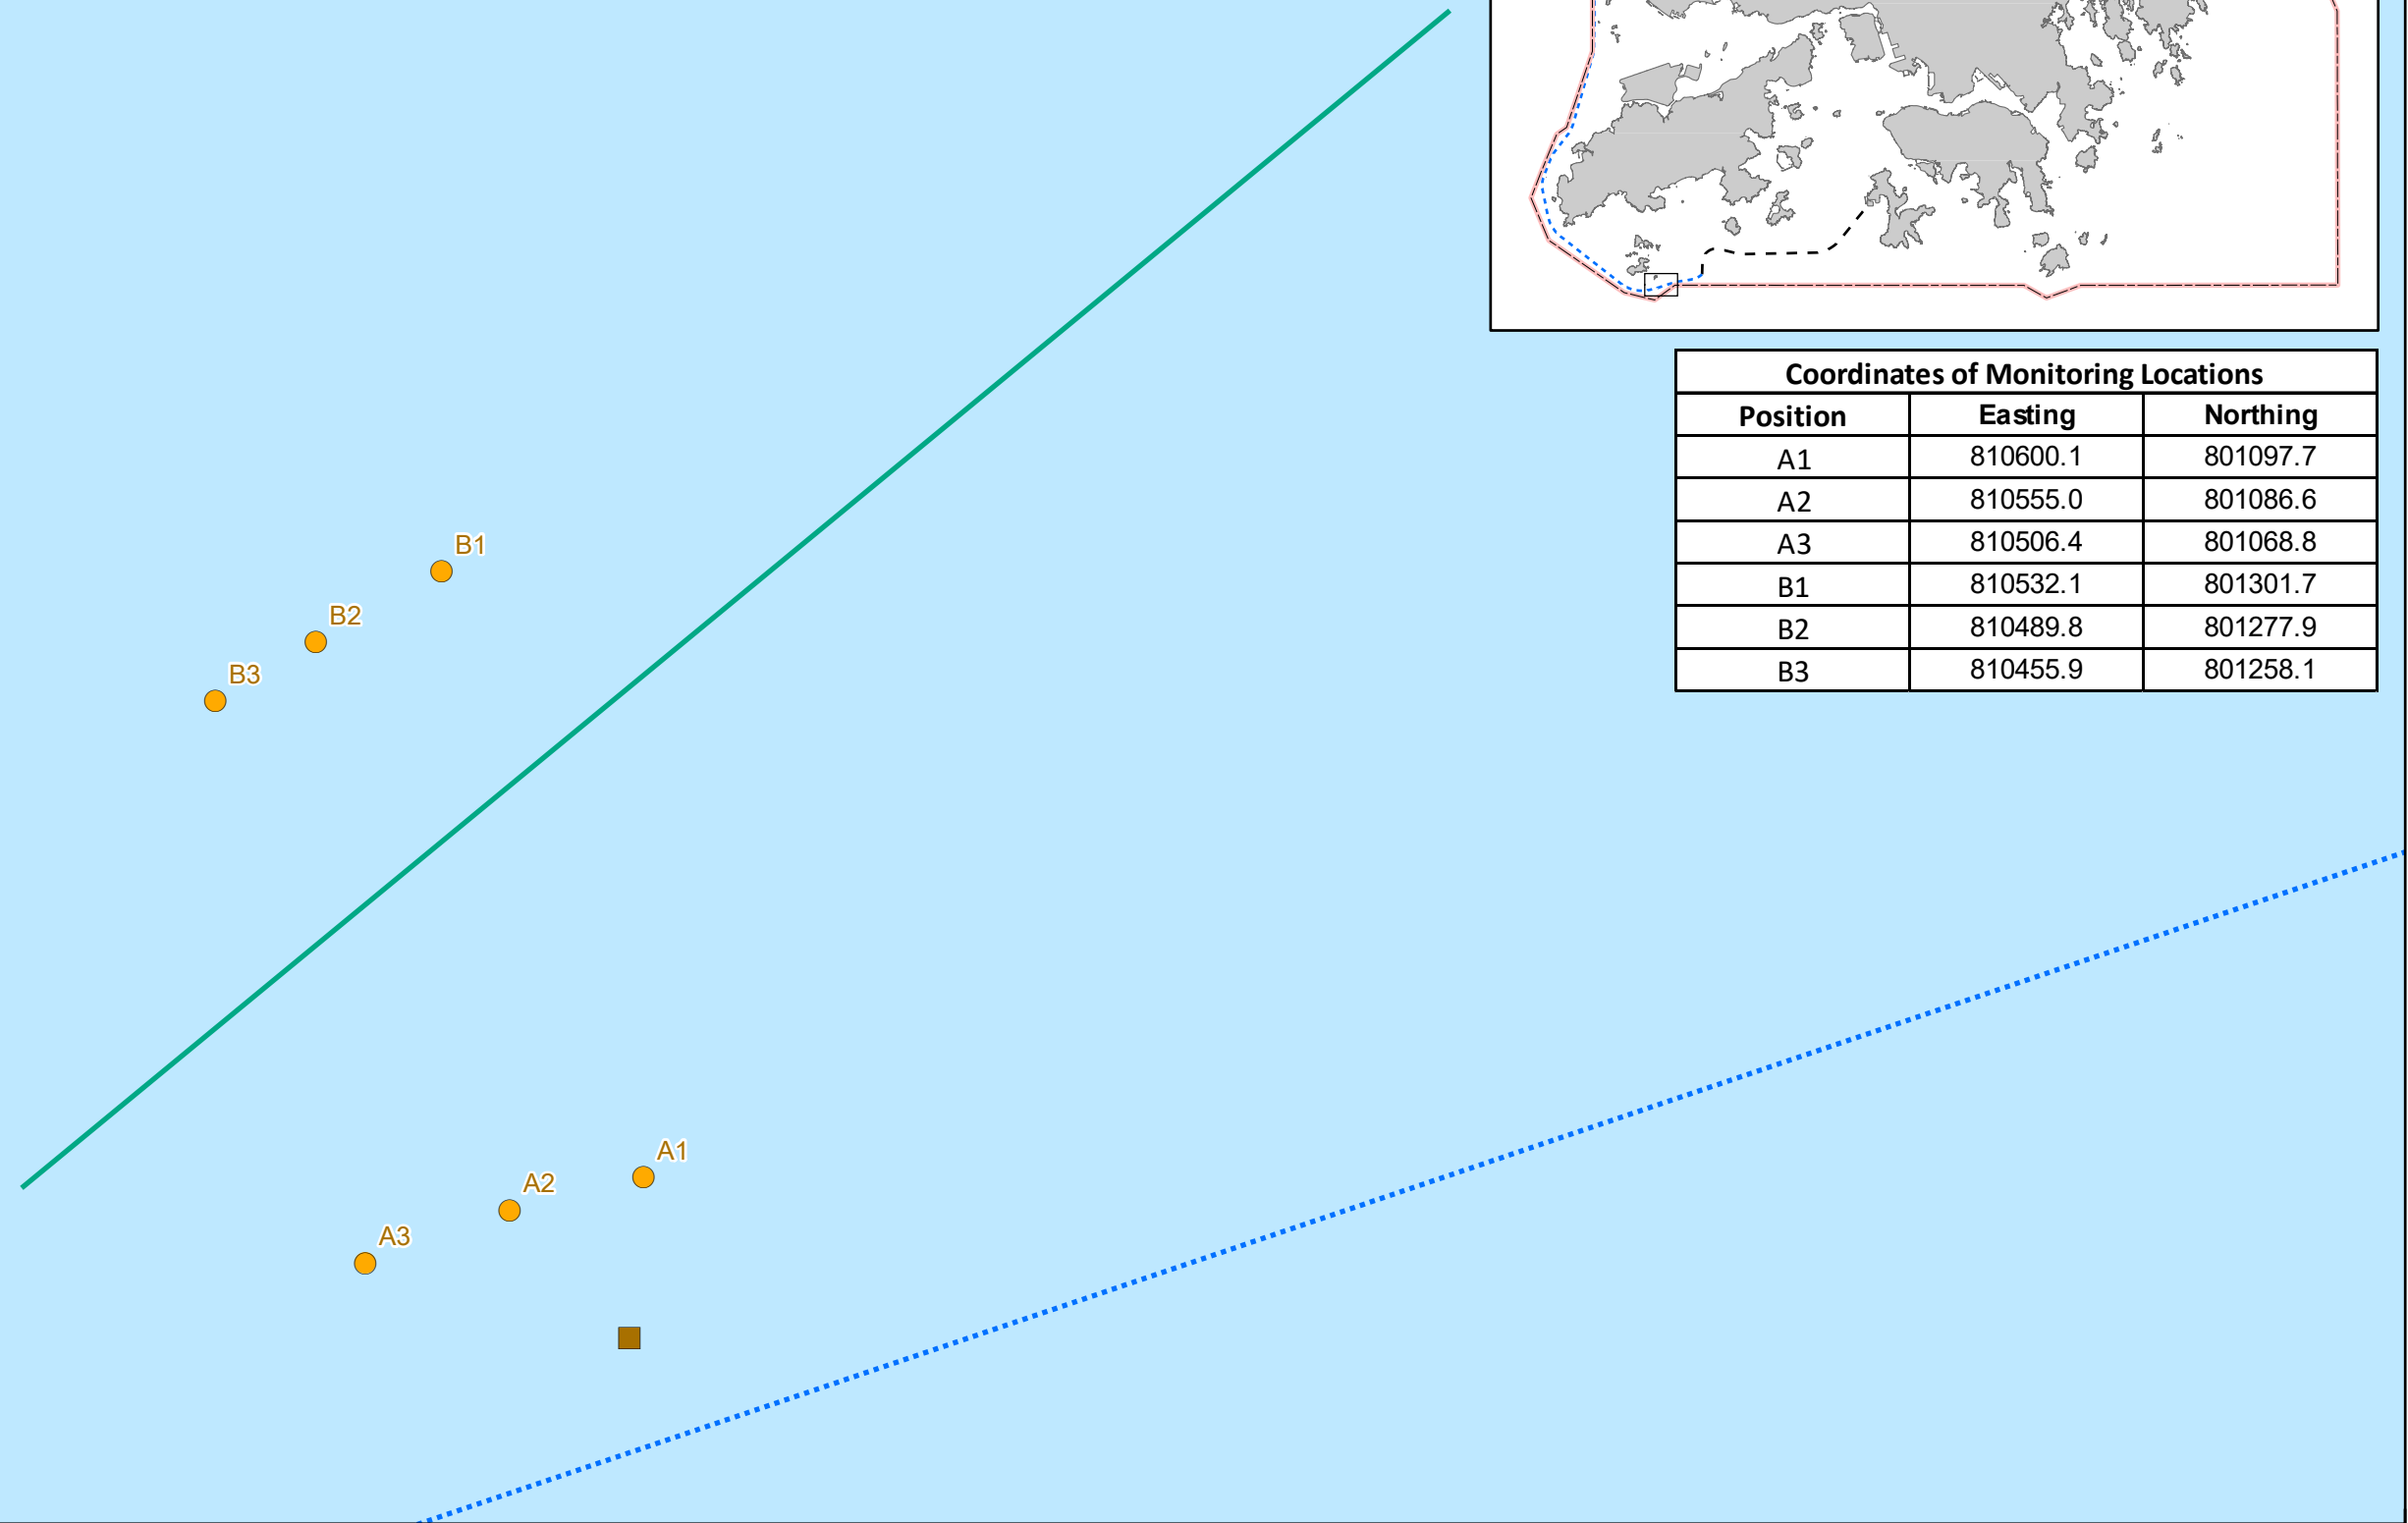 Coordinates of Monitoring Locations
Position Easting Northing
A1 810600.1 801097.7
A2 810555.0 801086.6
A3 810506.4 801068.8
B1 810532.1 801301.7
B2 810489.8 801277.9
B3 810455.9 801258.1
B1
B2
B3
A1
A2
A3